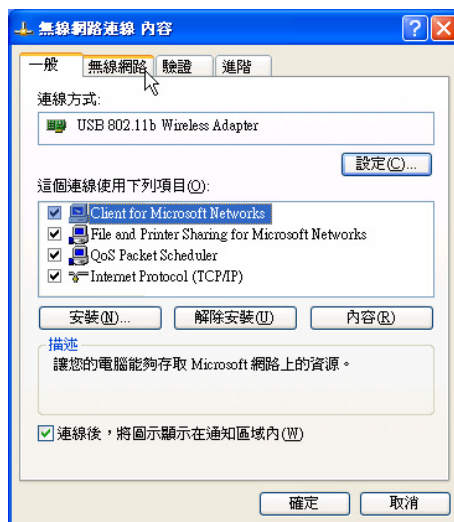 無線網路連線 內容
一般 無線網路 驗證 進階
連線方式:
USB 802.11b Wireless Adapter
設定(C)...
這個連線使用下列項目(O):
Client for Microsoft Networks
File and Printer Sharing for Microsoft Networks
QoS Packet Scheduler
Internet Protocol (TCP/IP)
安裝(N)... 解除安裝(U) 內容(R)
描述
讓您的電腦能夠存取 Microsoft 網路上的資源。
連線後,將圖示顯示在通知區域內(W)
確定 取消